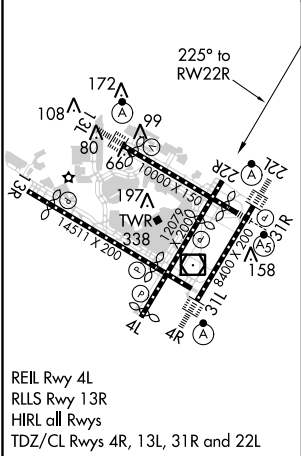 225° to
RW22R
172
108
99
13L
80
66
A
A
22L
22R
13R
10000 X 150
197
TWR
338
12079
X 200
14511 X 200
P
P
P
P
8400 X 200
31R
A5
158
4L
4R
31L
A
REIL Rwy 4L
RLLS Rwy 13R
HIRL all Rwys
TDZ/CL Rwys 4R, 13L, 31R and 22L